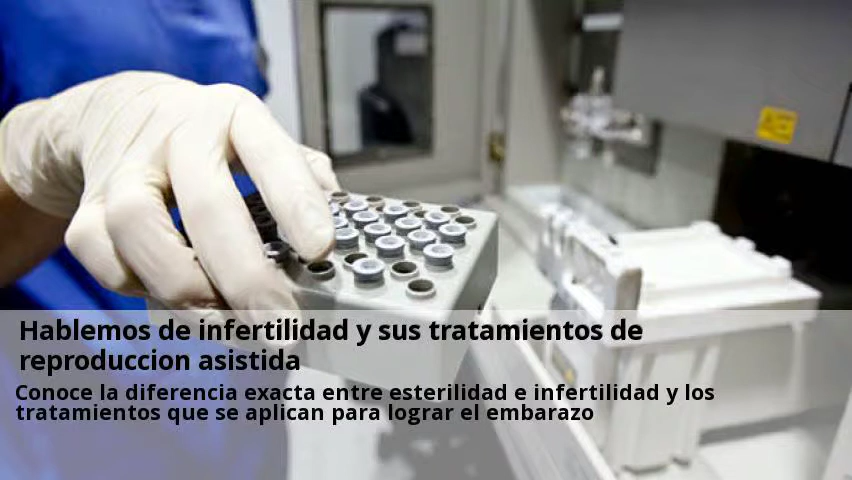 Hablemos de infertilidad y sus tratamientos de
reproduccion asistida
Conoce la diferencia exacta entre esterilidad e infertilidad y los
tratamientos que se aplican para lograr el embarazo